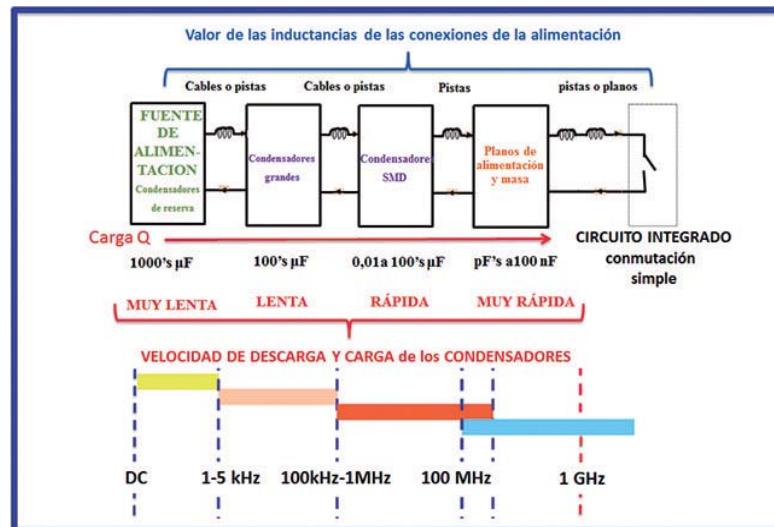 Valor de las inductancias de las conexiones de la alimentación
Cables o pistas
Cables o pistas
Pistas
pistas o planos
FUENTE
DE
ALIMEN-
TACION
Condensadores
de reserva
Condensadores
grandes
Condensadores
SMD
Planos de
alimentación
y masa
Carga Q
CIRCUITO INTEGRADO
conmutación
simple
1000's µF
100's µF
0,01a 100's µF
pF's a100 nF
MUY LENTA
LENTA
RÁPIDA
MUY RÁPIDA
VELOCIDAD DE DESCARGA Y CARGA de los CONDENSADORES
DC
1-5 kHz
100kHz-1MHz
100 MHz
1 GHz